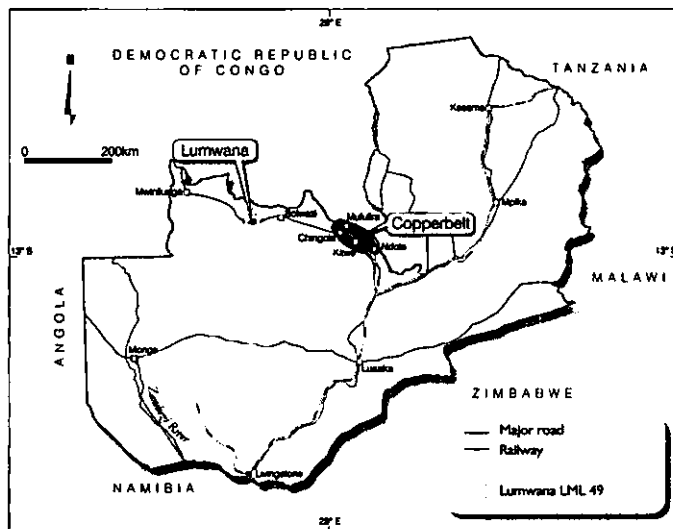 28° E
DEMOCRATIC REPUBLIC
OF CONGO
TANZANIA
Kasama
0 200km
Lumwana
Mwinilunga
Solwezi
Mufulira
Copperbelt
Mpika
Chingola
Kitwe
Ndola
13° S
13° S
MALAWI
ANGOLA
Mongu
Lusaka
Zambezi River
ZIMBABWE
Major road
Railway
Livingstone
Lumwana LML 49
NAMIBIA
28° E